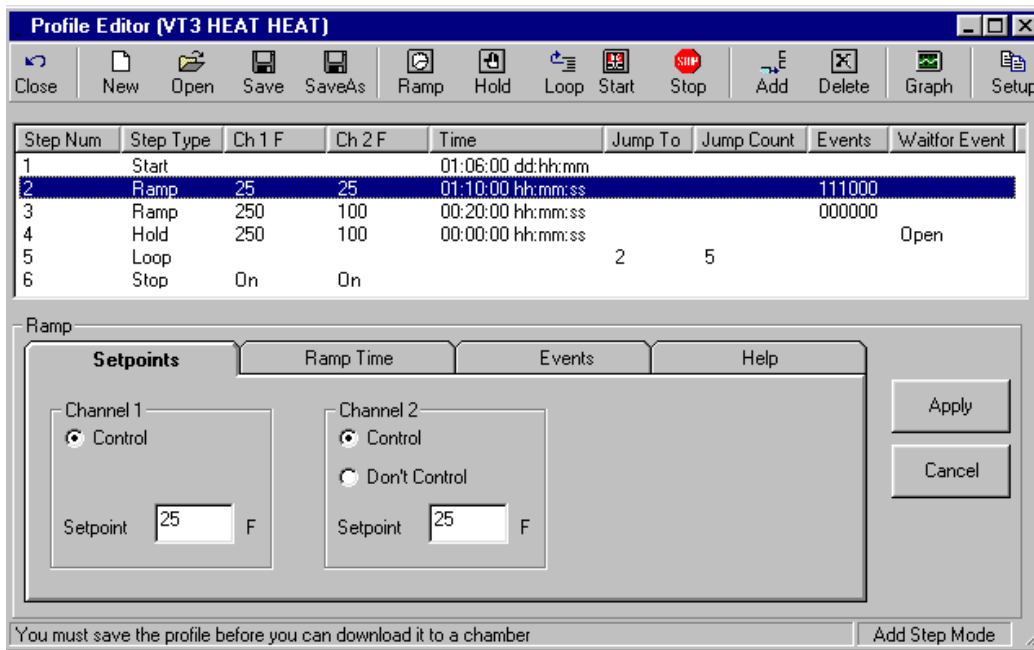 Profile Editor (VT3 HEAT HEAT)
Close New Open Save SaveAs Ramp Hold Loop Start Stop Add Delete Graph Setup
Step Num Step Type Ch 1 F Ch 2 F Time Jump To Jump Count Events Waitfor Event
1 Start 01:06:00 dd:hh:mm
2 Ramp 25 25 01:10:00 hh:mm:ss 111000
3 Ramp 250 100 00:20:00 hh:mm:ss 000000
4 Hold 250 100 00:00:00 hh:mm:ss Open
5 Loop 2 5
6 Stop On On
Ramp
Setpoints Ramp Time Events Help
Channel 1 Channel 2
Control Control
Don't Control
Setpoint 25 F Setpoint 25 F
Apply
Cancel
You must save the profile before you can download it to a chamber Add Step Mode